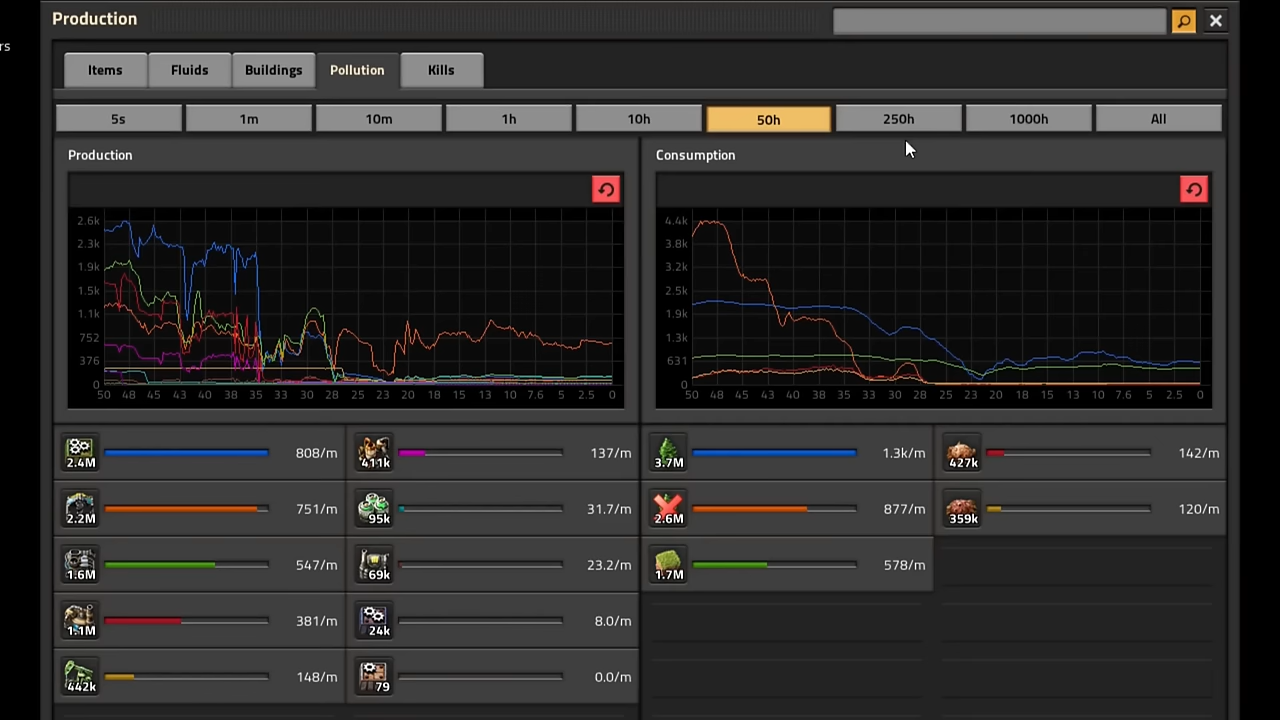 Production
rs
Items Fluids Buildings Pollution Kills
5s 1m 10m 1h 10h 50h 250h 1000h All
Production
2.6k
2.3k
1.9k
1.5k
1.1k
752
376
0
50 48 45 43 40 38 35 33 30 28 25 23 20 18 15 13 10 7.6 5 2.5 0
Consumption
4.4k
3.8k
3.2k
2.5k
1.9k
1.3k
631
0
50 48 45 43 40 38 35 33 30 28 25 23 20 18 15 13 10 7.6 5 2.5 0
2.4M 808/m 411k 137/m
2.2M 751/m 95k 31.7/m
1.6M 547/m 69k 23.2/m
1.1M 381/m 24k 8.0/m
442k 148/m 79 0.0/m
3.7M 1.3k/m 427k 142/m
2.6M 877/m 359k 120/m
1.7M 578/m